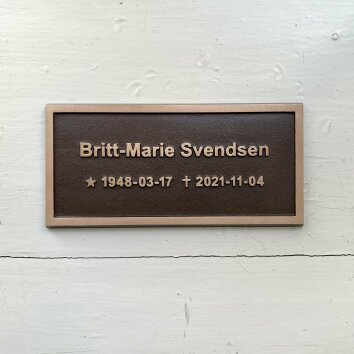 Britt-Marie Svendsen
★ 1948-03-17 ✝ 2021-11-04